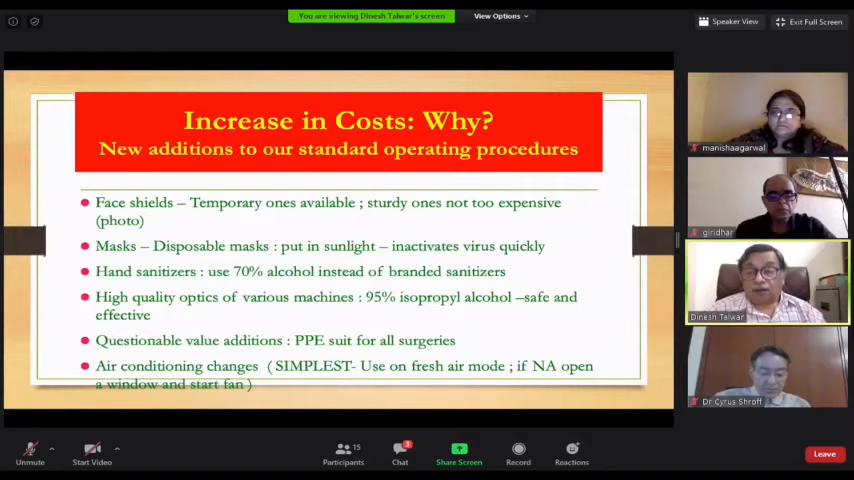 You are viewing Dinesh Talwar's screen
View Options
Speaker View
Exit Full Screen
Increase in Costs: Why?
New additions to our standard operating procedures
Face shields – Temporary ones available ; sturdy ones not too expensive
(photo)
Masks – Disposable masks : put in sunlight – inactivates virus quickly
Hand sanitizers : use 70% alcohol instead of branded sanitizers
High quality optics of various machines : 95% isopropyl alcohol –safe and
effective
Questionable value additions : PPE suit for all surgeries
Air conditioning changes ( SIMPLEST- Use on fresh air mode ; if NA open
a window and start fan )
manishaagarwal
giridhar
Dinesh Talwar
Dr Cyrus Shroff
Unmute
Start Video
15
Participants
3
Chat
Share Screen
Record
Reactions
Leave